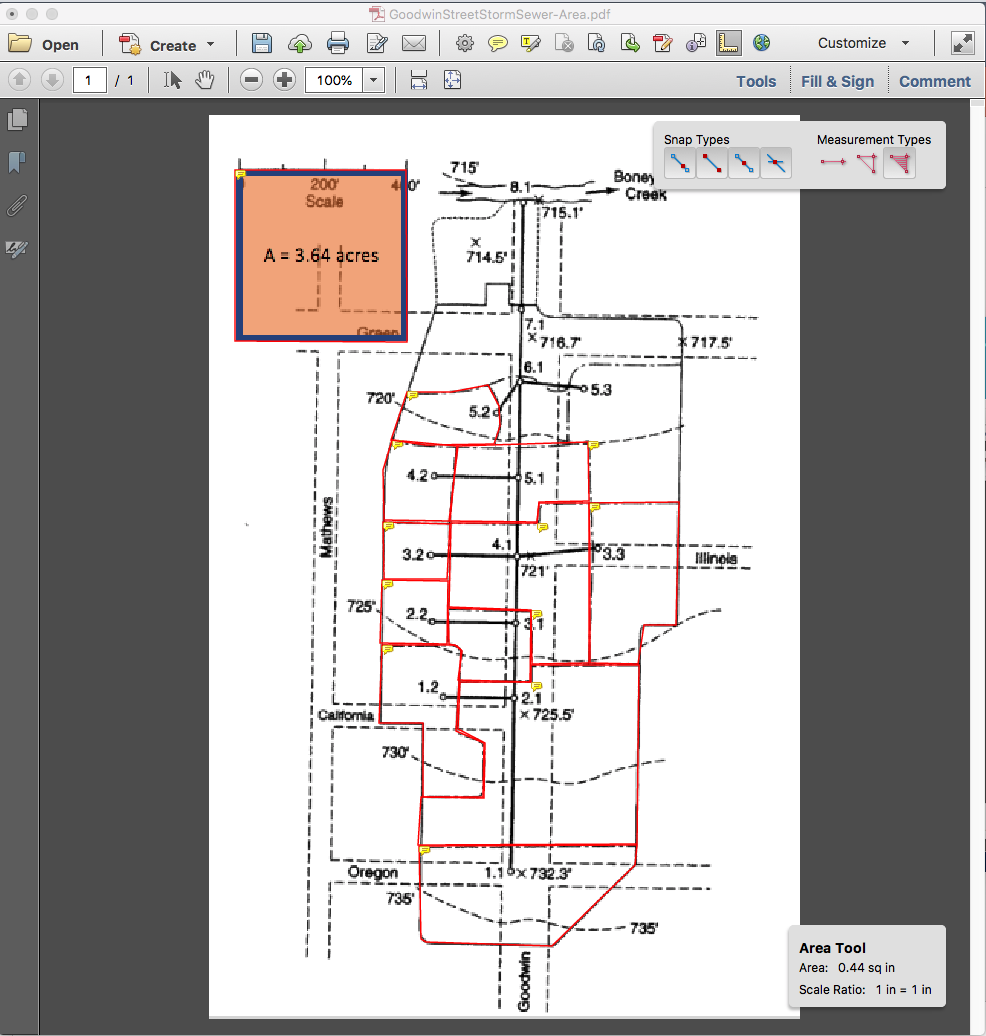 GoodwinStreetStormSewer-Area.pdf
Open Create Customize
1 / 1 100% Tools Fill & Sign Comment
Snap Types Measurement Types
200' 400'
Scale
A = 3.64 acres
Green
715'
8.1
Boney
Creek
715.1'
714.5'
7.1
716.7'
717.5'
6.1
5.3
720'
5.2
4.2
5.1
Mathews
4.1
3.2
3.3
721'
Illinois
725'
2.2
3.1
1.2
2.1
California
725.5'
730'
Oregon
1.1
732.3'
735'
735'
Goodwin
Area Tool
Area: 0.44 sq in
Scale Ratio: 1 in = 1 in